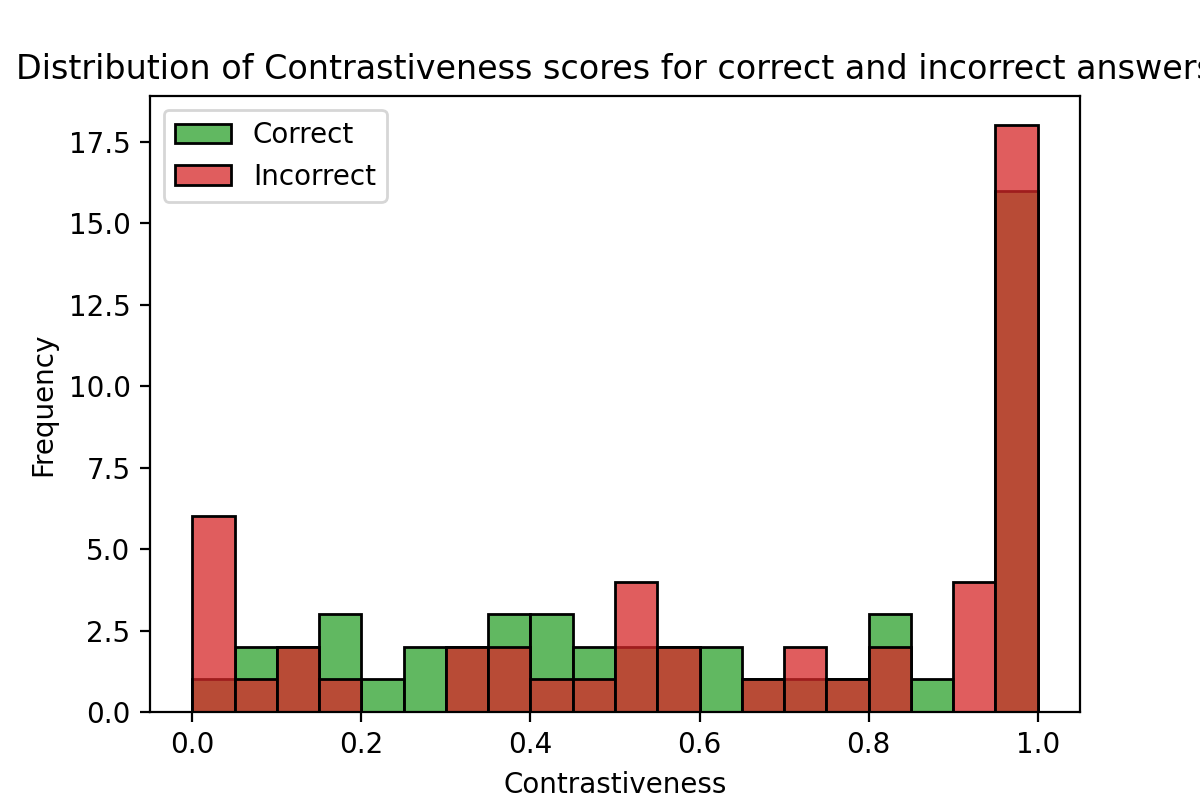 Distribution of Contrastiveness scores for correct and incorrect answers
Correct
Incorrect
17.5
15.0
12.5
10.0
7.5
5.0
2.5
0.0
Frequency
0.0 0.2 0.4 0.6 0.8 1.0
Contrastiveness